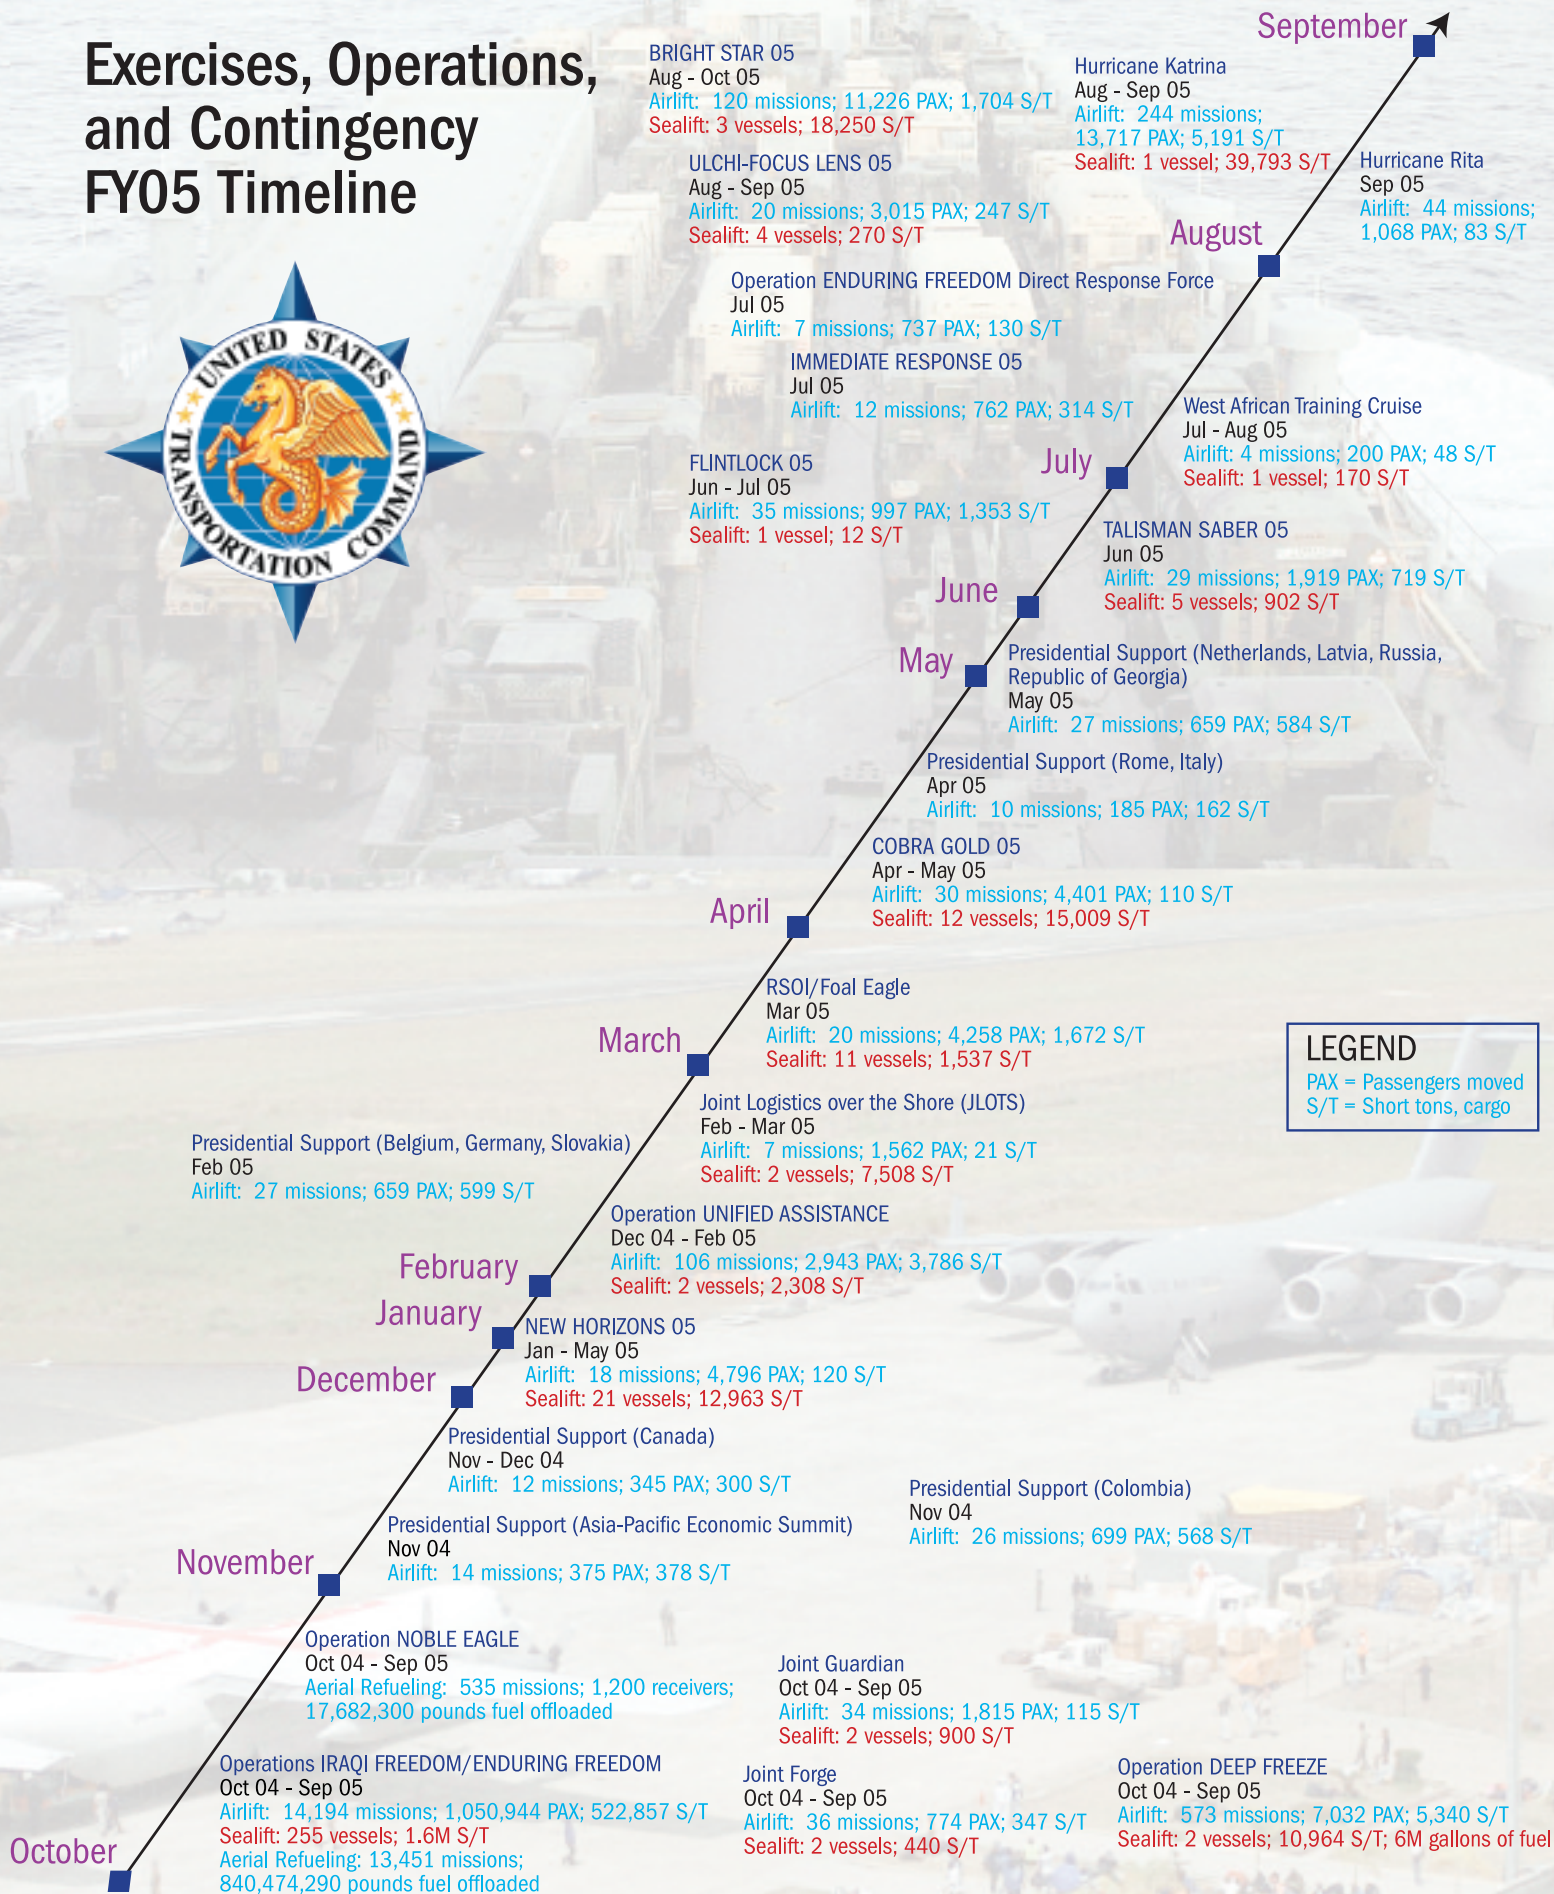 Exercises, Operations,
and Contingency
FY05 Timeline
UNITED STATES
TRANSPORTATION COMMAND
September
BRIGHT STAR 05
Aug - Oct 05
Airlift: 120 missions; 11,226 PAX; 1,704 S/T
Sealift: 3 vessels; 18,250 S/T
Hurricane Katrina
Aug - Sep 05
Airlift: 244 missions;
13,717 PAX; 5,191 S/T
Sealift: 1 vessel; 39,793 S/T
ULCHI-FOCUS LENS 05
Aug - Sep 05
Airlift: 20 missions; 3,015 PAX; 247 S/T
Sealift: 4 vessels; 270 S/T
Hurricane Rita
Sep 05
Airlift: 44 missions;
1,068 PAX; 83 S/T
August
Operation ENDURING FREEDOM Direct Response Force
Jul 05
Airlift: 7 missions; 737 PAX; 130 S/T
IMMEDIATE RESPONSE 05
Jul 05
Airlift: 12 missions; 762 PAX; 314 S/T
West African Training Cruise
Jul - Aug 05
Airlift: 4 missions; 200 PAX; 48 S/T
Sealift: 1 vessel; 170 S/T
July
FLINTLOCK 05
Jun - Jul 05
Airlift: 35 missions; 997 PAX; 1,353 S/T
Sealift: 1 vessel; 12 S/T
TALISMAN SABER 05
Jun 05
Airlift: 29 missions; 1,919 PAX; 719 S/T
Sealift: 5 vessels; 902 S/T
June
May
Presidential Support (Netherlands, Latvia, Russia,
Republic of Georgia)
May 05
Airlift: 27 missions; 659 PAX; 584 S/T
Presidential Support (Rome, Italy)
Apr 05
Airlift: 10 missions; 185 PAX; 162 S/T
COBRA GOLD 05
Apr - May 05
Airlift: 30 missions; 4,401 PAX; 110 S/T
Sealift: 12 vessels; 15,009 S/T
April
RSOI/Foal Eagle
Mar 05
Airlift: 20 missions; 4,258 PAX; 1,672 S/T
Sealift: 11 vessels; 1,537 S/T
March
LEGEND
PAX = Passengers moved
S/T = Short tons, cargo
Joint Logistics over the Shore (JLOTS)
Feb - Mar 05
Airlift: 7 missions; 1,562 PAX; 21 S/T
Sealift: 2 vessels; 7,508 S/T
Presidential Support (Belgium, Germany, Slovakia)
Feb 05
Airlift: 27 missions; 659 PAX; 599 S/T
Operation UNIFIED ASSISTANCE
Dec 04 - Feb 05
Airlift: 106 missions; 2,943 PAX; 3,786 S/T
Sealift: 2 vessels; 2,308 S/T
February
January
NEW HORIZONS 05
Jan - May 05
Airlift: 18 missions; 4,796 PAX; 120 S/T
Sealift: 21 vessels; 12,963 S/T
December
Presidential Support (Canada)
Nov - Dec 04
Airlift: 12 missions; 345 PAX; 300 S/T
Presidential Support (Colombia)
Nov 04
Airlift: 26 missions; 699 PAX; 568 S/T
Presidential Support (Asia-Pacific Economic Summit)
Nov 04
Airlift: 14 missions; 375 PAX; 378 S/T
November
Operation NOBLE EAGLE
Oct 04 - Sep 05
Aerial Refueling: 535 missions; 1,200 receivers;
17,682,300 pounds fuel offloaded
Joint Guardian
Oct 04 - Sep 05
Airlift: 34 missions; 1,815 PAX; 115 S/T
Sealift: 2 vessels; 900 S/T
Operations IRAQI FREEDOM/ENDURING FREEDOM
Oct 04 - Sep 05
Airlift: 14,194 missions; 1,050,944 PAX; 522,857 S/T
Sealift: 255 vessels; 1.6M S/T
Aerial Refueling: 13,451 missions;
840,474,290 pounds fuel offloaded
Joint Forge
Oct 04 - Sep 05
Airlift: 36 missions; 774 PAX; 347 S/T
Sealift: 2 vessels; 440 S/T
Operation DEEP FREEZE
Oct 04 - Sep 05
Airlift: 573 missions; 7,032 PAX; 5,340 S/T
Sealift: 2 vessels; 10,964 S/T; 6M gallons of fuel
October